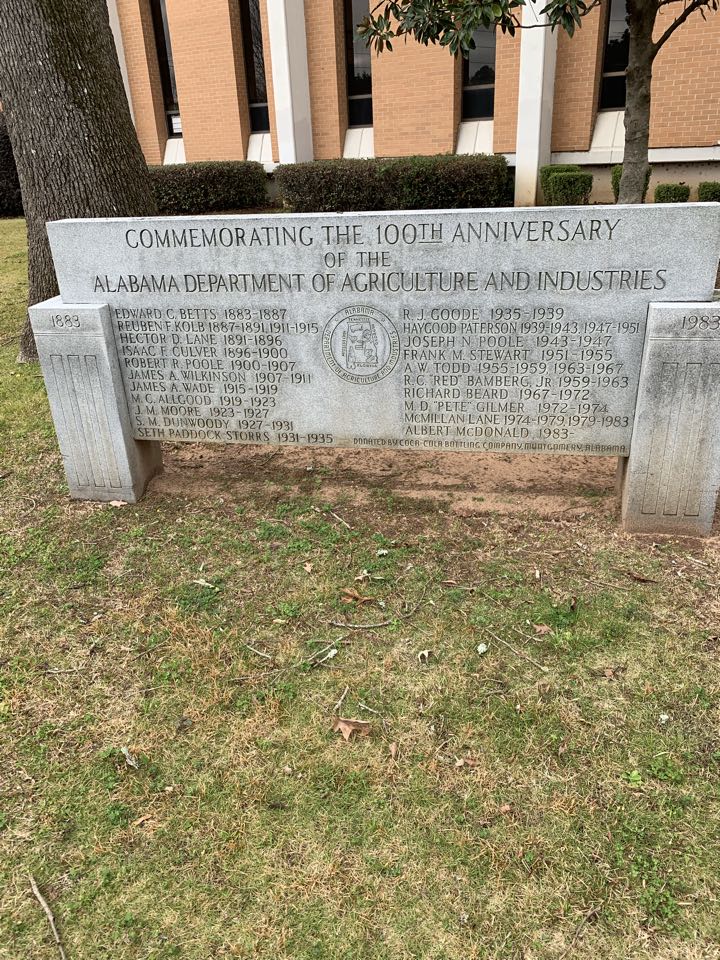 COMMEMORATING THE 100TH ANNIVERSARY
OF THE
ALABAMA DEPARTMENT OF AGRICULTURE AND INDUSTRIES
1883
EDWARD C. BETTS 1883-1887
REUBEN F. KOLB 1887-1891, 1911-1915
HECTOR D. LANE 1891-1896
ISAAC F. CULVER 1896-1900
ROBERT R. POOLE 1900-1907
JAMES A. WILKINSON 1907-1911
JAMES A. WADE 1915-1919
M. C. ALLGOOD 1919-1923
J. M. MOORE 1923-1927
S. M. DUNWOODY 1927-1931
SETH PADDOCK STORRS 1931-1935
ALABAMA
R. J. GOODE 1935-1939
HAYGOOD PATERSON 1939-1943, 1947-1951
JOSEPH N. POOLE 1943-1947
FRANK M. STEWART 1951-1955
A. W. TODD 1955-1959, 1963-1967
R. C. "RED" BAMBERG, JR. 1959-1963
RICHARD BEARD 1967-1972
M. D. "PETE" GILMER 1972-1974
McMILLAN LANE 1974-1979, 1979-1983
ALBERT McDONALD, 1983-
DONATED BY COCA-COLA BOTTLING COMPANY, MONTGOMERY, ALABAMA
1983